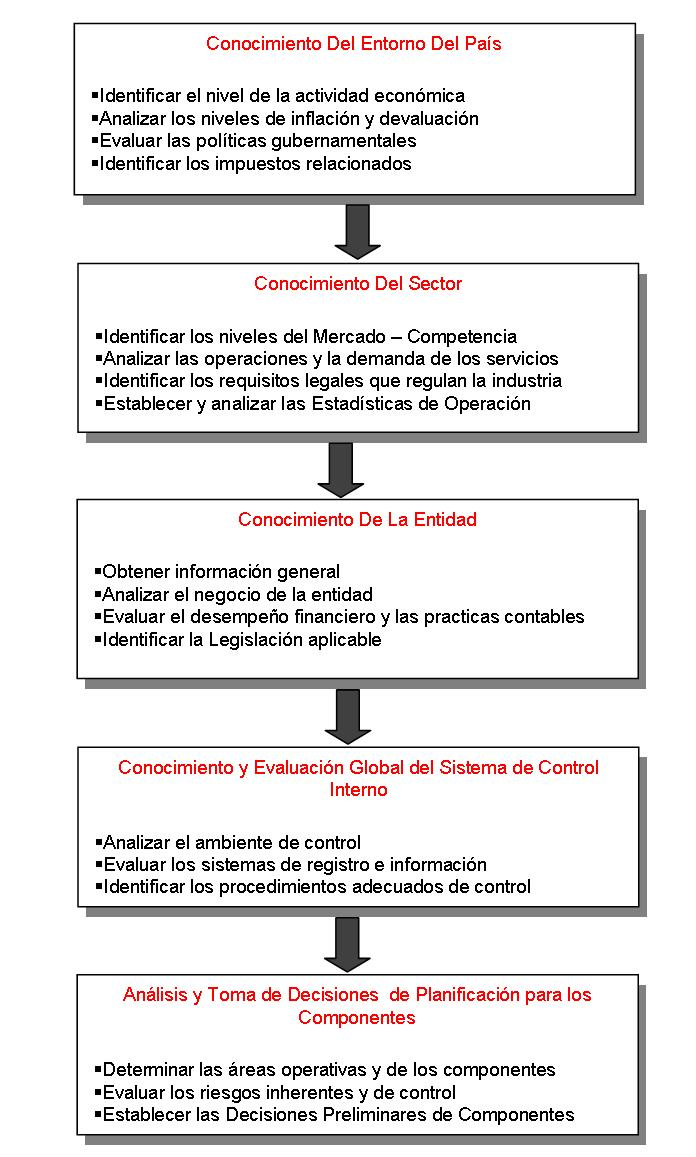 Conocimiento Del Entorno Del País
▪Identificar el nivel de la actividad económica
▪Analizar los niveles de inflación y devaluación
▪Evaluar las políticas gubernamentales
▪Identificar los impuestos relacionados
Conocimiento Del Sector
▪Identificar los niveles del Mercado – Competencia
▪Analizar las operaciones y la demanda de los servicios
▪Identificar los requisitos legales que regulan la industria
▪Establecer y analizar las Estadísticas de Operación
Conocimiento De La Entidad
▪Obtener información general
▪Analizar el negocio de la entidad
▪Evaluar el desempeño financiero y las practicas contables
▪Identificar la Legislación aplicable
Conocimiento y Evaluación Global del Sistema de Control
Interno
▪Analizar el ambiente de control
▪Evaluar los sistemas de registro e información
▪Identificar los procedimientos adecuados de control
Análisis y Toma de Decisiones  de Planificación para los
Componentes
▪Determinar las áreas operativas y de los componentes
▪Evaluar los riesgos inherentes y de control
▪Establecer las Decisiones Preliminares de Componentes